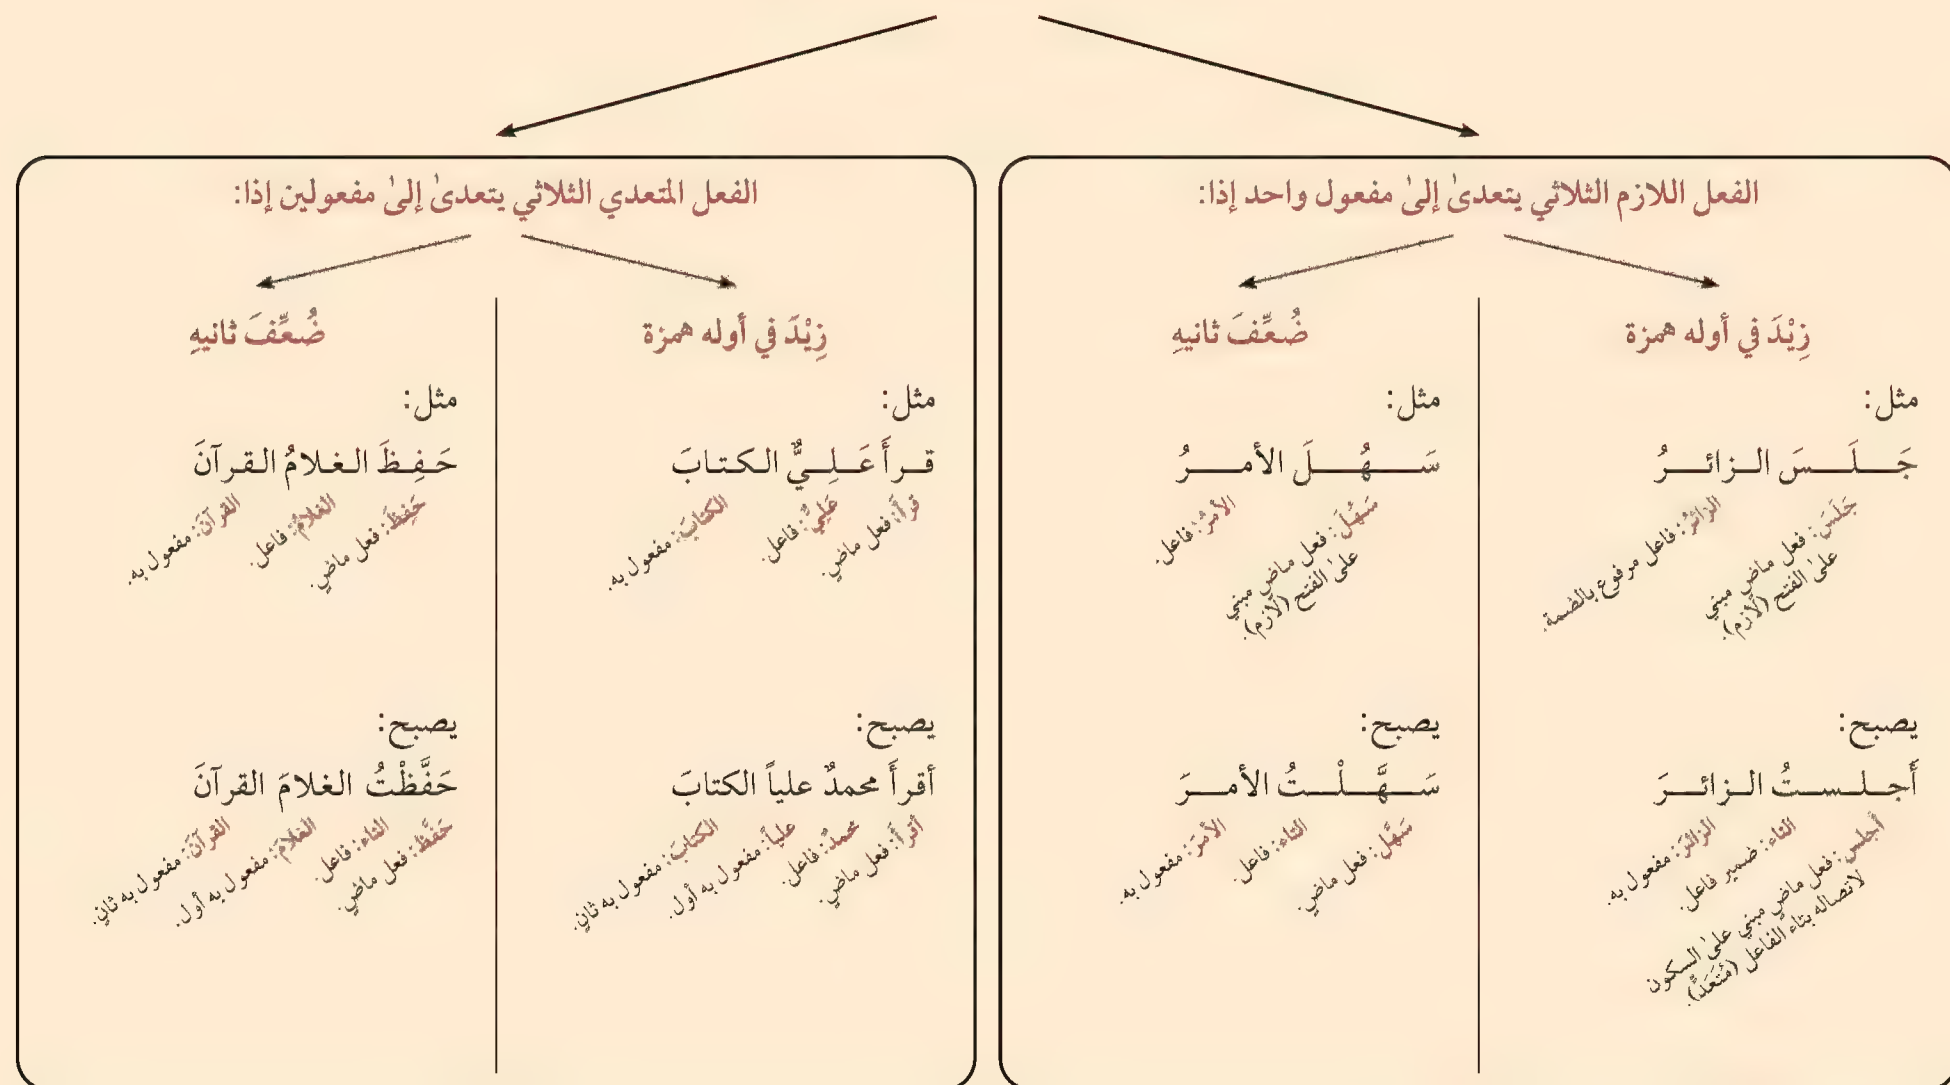 الفعل اللازم الثلاثي يتعدىٰ إلىٰ مفعول واحد إذا:
زِيْدَ في أوله همزة
مثل:
جَـلَـسَ الـزائـرُ
جَلَسَ: فعل ماضٍ مبني
علىٰ الفتح (لازم).
الزائرُ: فاعل مرفوع بالضمة.
يصبح:
أَجـلـسـتُ الـزائـرَ
أجلس: فعل ماضٍ مبني علىٰ السكون
لاتصاله بتاء الفاعل (مُتَعَدٍّ).
التاء: ضمير فاعل.
الزائرَ: مفعول به.
ضُعِّفَ ثانيهِ
مثل:
سَـهُـلَ الأمـرُ
سَهُلَ: فعل ماضٍ مبني
علىٰ الفتح (لازم).
الأمرُ: فاعل.
يصبح:
سَـهَّـلْـتُ الأمـرَ
سَهَّل: فعل ماضٍ.
التاء: فاعل.
الأمرَ: مفعول به.
الفعل المتعدي الثلاثي يتعدىٰ إلىٰ مفعولين إذا:
زِيْدَ في أوله همزة
مثل:
قـرأَ عَـلِـيٌّ الـكـتـابَ
قرأَ: فعل ماضٍ.
عَليٌّ: فاعل.
الكتابَ: مفعول به.
يصبح:
أقرأَ محمدٌ علياً الكتابَ
أقرأَ: فعل ماضٍ.
محمدٌ: فاعل.
علياً: مفعول به أول.
الكتابَ: مفعول به ثانٍ.
ضُعِّفَ ثانيهِ
مثل:
حَـفِـظَ الـغـلامُ الـقـرآنَ
حَفِظَ: فعل ماضٍ.
الغلامُ: فاعل.
القرآنَ: مفعول به.
يصبح:
حَفَّظْتُ الغلامَ القرآنَ
حَفَّظ: فعل ماضٍ.
التاء: فاعل.
الغلامَ: مفعول به أول.
القرآنَ: مفعول به ثانٍ.